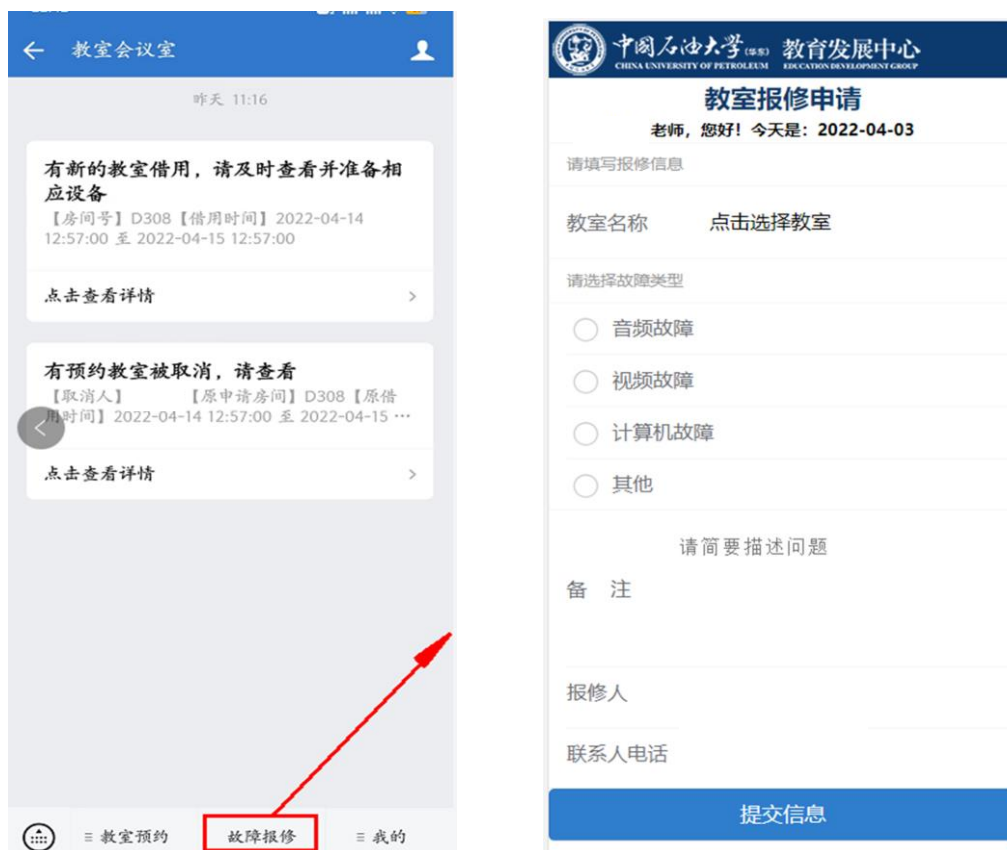 教室会议室
昨天 11:16
有新的教室借用，请及时查看并准备相
应设备
【房间号】D308【借用时间】2022-04-14
12:57:00 至 2022-04-15 12:57:00
点击查看详情
有预约教室被取消，请查看
【取消人】 【原申请房间】D308【原借
用时间】2022-04-14 12:57:00 至 2022-04-15 ···
点击查看详情
≡ 教室预约
故障报修
≡ 我的
中国石油大学(华东) 教育发展中心
CHINA UNIVERSITY OF PETROLEUM EDUCATION DEVELOPMENT GROUP
教室报修申请
老师，您好！今天是：2022-04-03
请填写报修信息
教室名称 点击选择教室
请选择故障类型
音频故障
视频故障
计算机故障
其他
请简要描述问题
备 注
报修人
联系人电话
提交信息